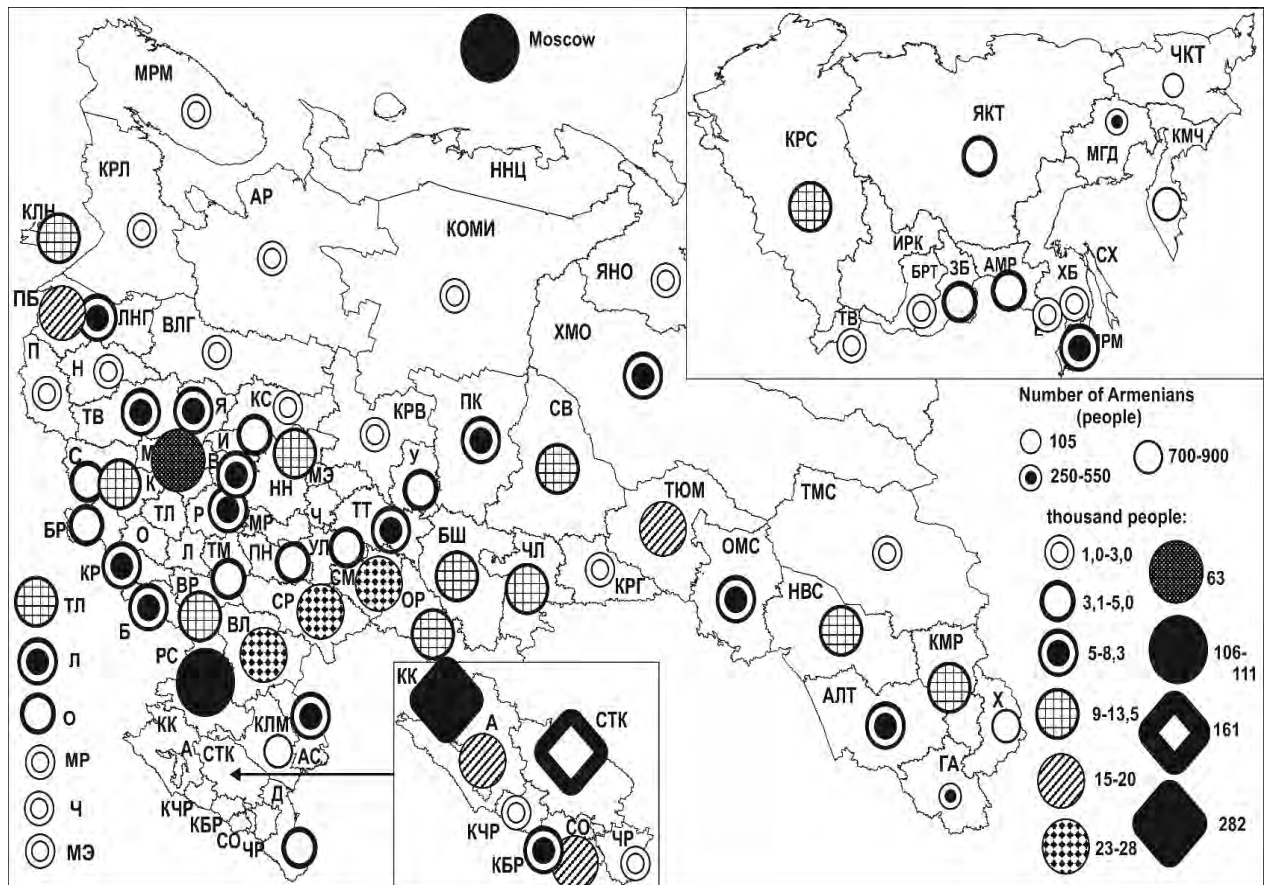 Moscow
МРМ
КРЛ
АР
ННЦ
КЛН
КОМИ
ЯНО
ПБ
ЛНГ
ВЛГ
ХМО
П
Н
ТВ
Я
КС
КРВ
ПК
СВ
И
М
В
С
К
НН
МЭ
У
ТЮМ
ТМС
БР
ТЛ
Р
МР
Ч
ТТ
О
Л
ТМ
ПН
УЛ
БШ
ЧЛ
КРГ
ОМС
КР
ВР
СМ
СР
ОР
НВС
Б
ВЛ
КМР
РС
АЛТ
Х
КК
КЛМ
А
СТК
АС
ГА
КЧР
Д
КБР
СО
ЧР
ТЛ
Л
О
МР
Ч
МЭ
КК
А
СТК
КЧР
СО
ЧР
КБР
ЧКТ
ЯКТ
КРС
МГД
КМЧ
ИРК
БРТ
ЗБ
АМР
ХБ
СХ
ТВ
Number of Armenians
(people)
105
700-900
250-550
thousand people:
1,0-3,0
63
3,1-5,0
5-8,3
106-
111
9-13,5
161
15-20
282
23-28